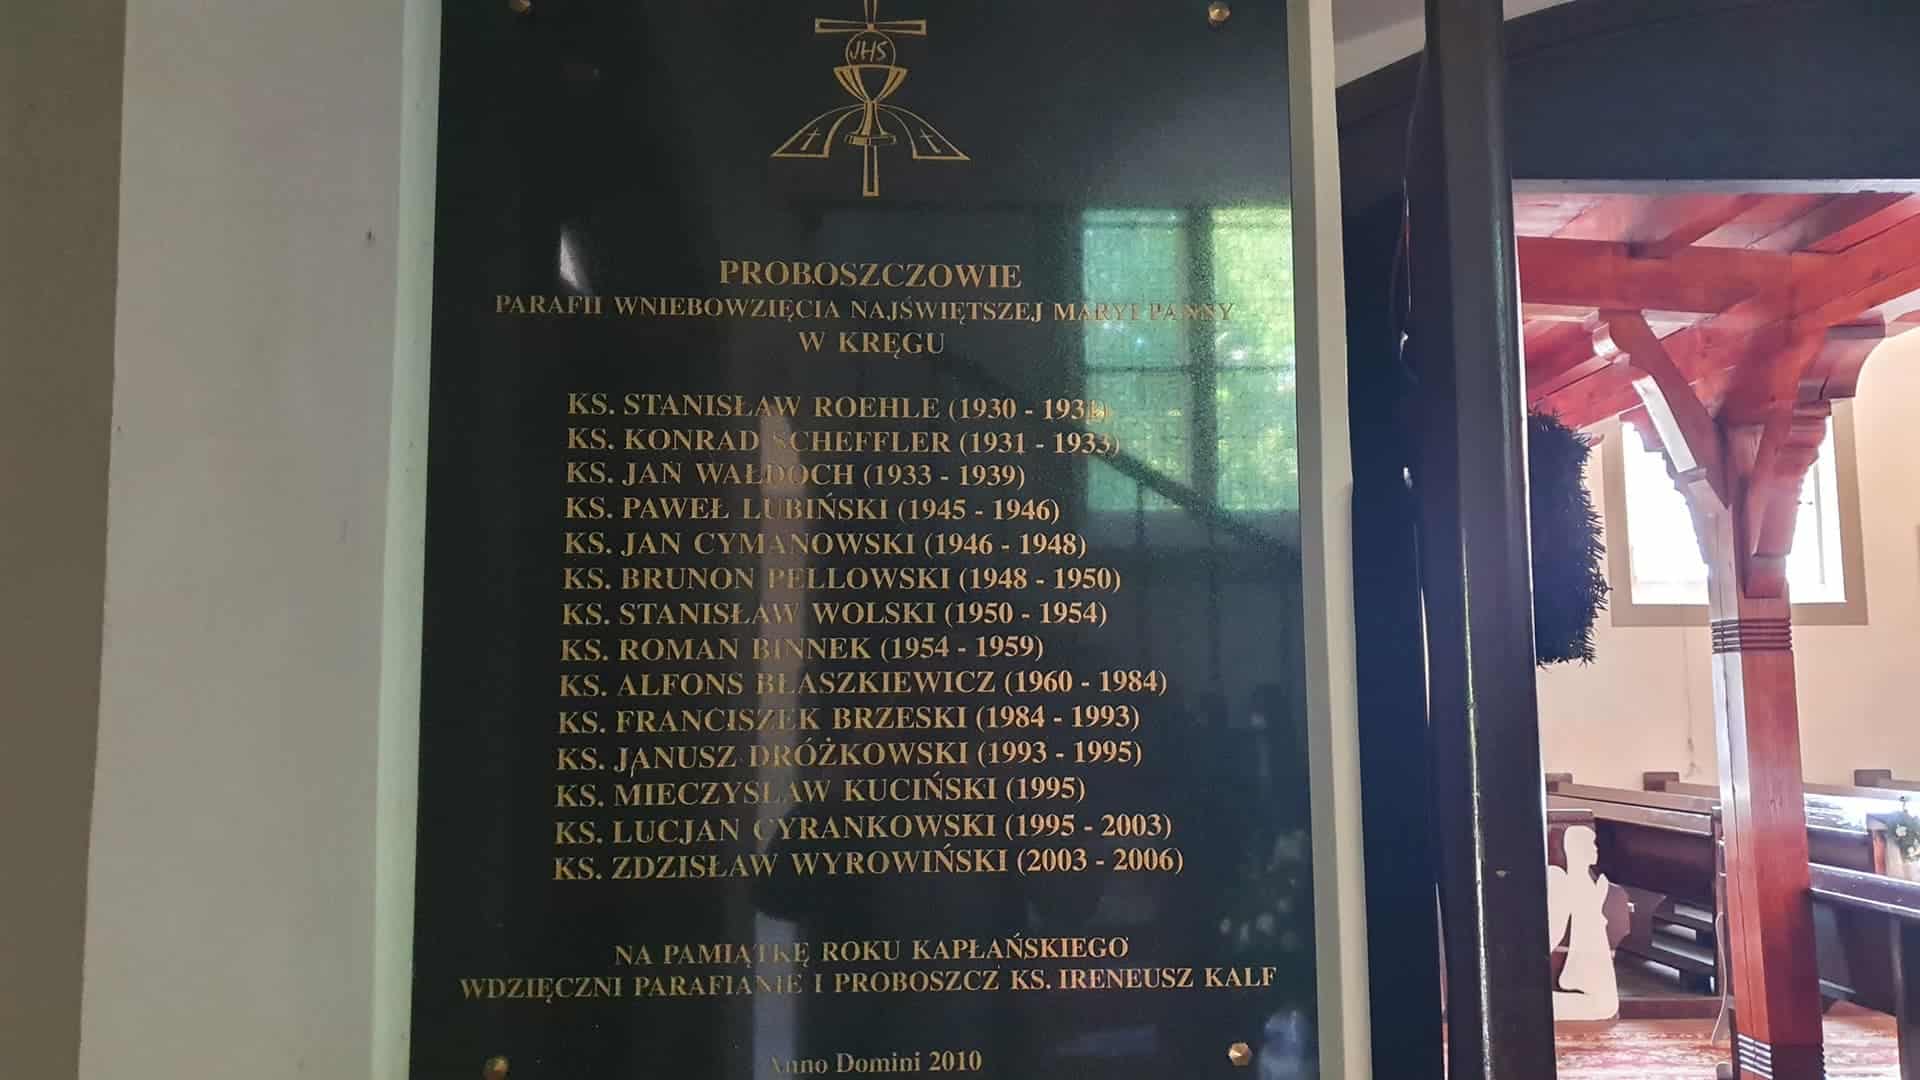 JHS
PROBOSZCZOWIE
PARAFII WNIEBOWZIĘCIA NAJŚWIĘTSZEJ MARYI PANNY
W KRĘGU
KS. STANISŁAW ROEHLE (1930 - 1931)
KS. KONRAD SCHEFFLER (1931 - 1933)
KS. JAN WAŁDOCH (1933 - 1939)
KS. PAWEŁ LUBIŃSKI (1945 - 1946)
KS. JAN CYMANOWSKI (1946 - 1948)
KS. BRUNON PELLOWSKI (1948 - 1950)
KS. STANISŁAW WOLSKI (1950 - 1954)
KS. ROMAN BINNEK (1954 - 1959)
KS. ALFONS BŁASZKIEWICZ (1960 - 1984)
KS. FRANCISZEK BRZESKI (1984 - 1993)
KS. JANUSZ DRÓŻKOWSKI (1993 - 1995)
KS. MIECZYSŁAW KUCIŃSKI (1995)
KS. LUCJAN CYRANKOWSKI (1995 - 2003)
KS. ZDZISŁAW WYROWIŃSKI (2003 - 2006)
NA PAMIĄTKĘ ROKU KAPŁAŃSKIEGO
WDZIĘCZNI PARAFIANIE I PROBOSZCZ KS. IRENEUSZ KALF
Anno Domini 2010